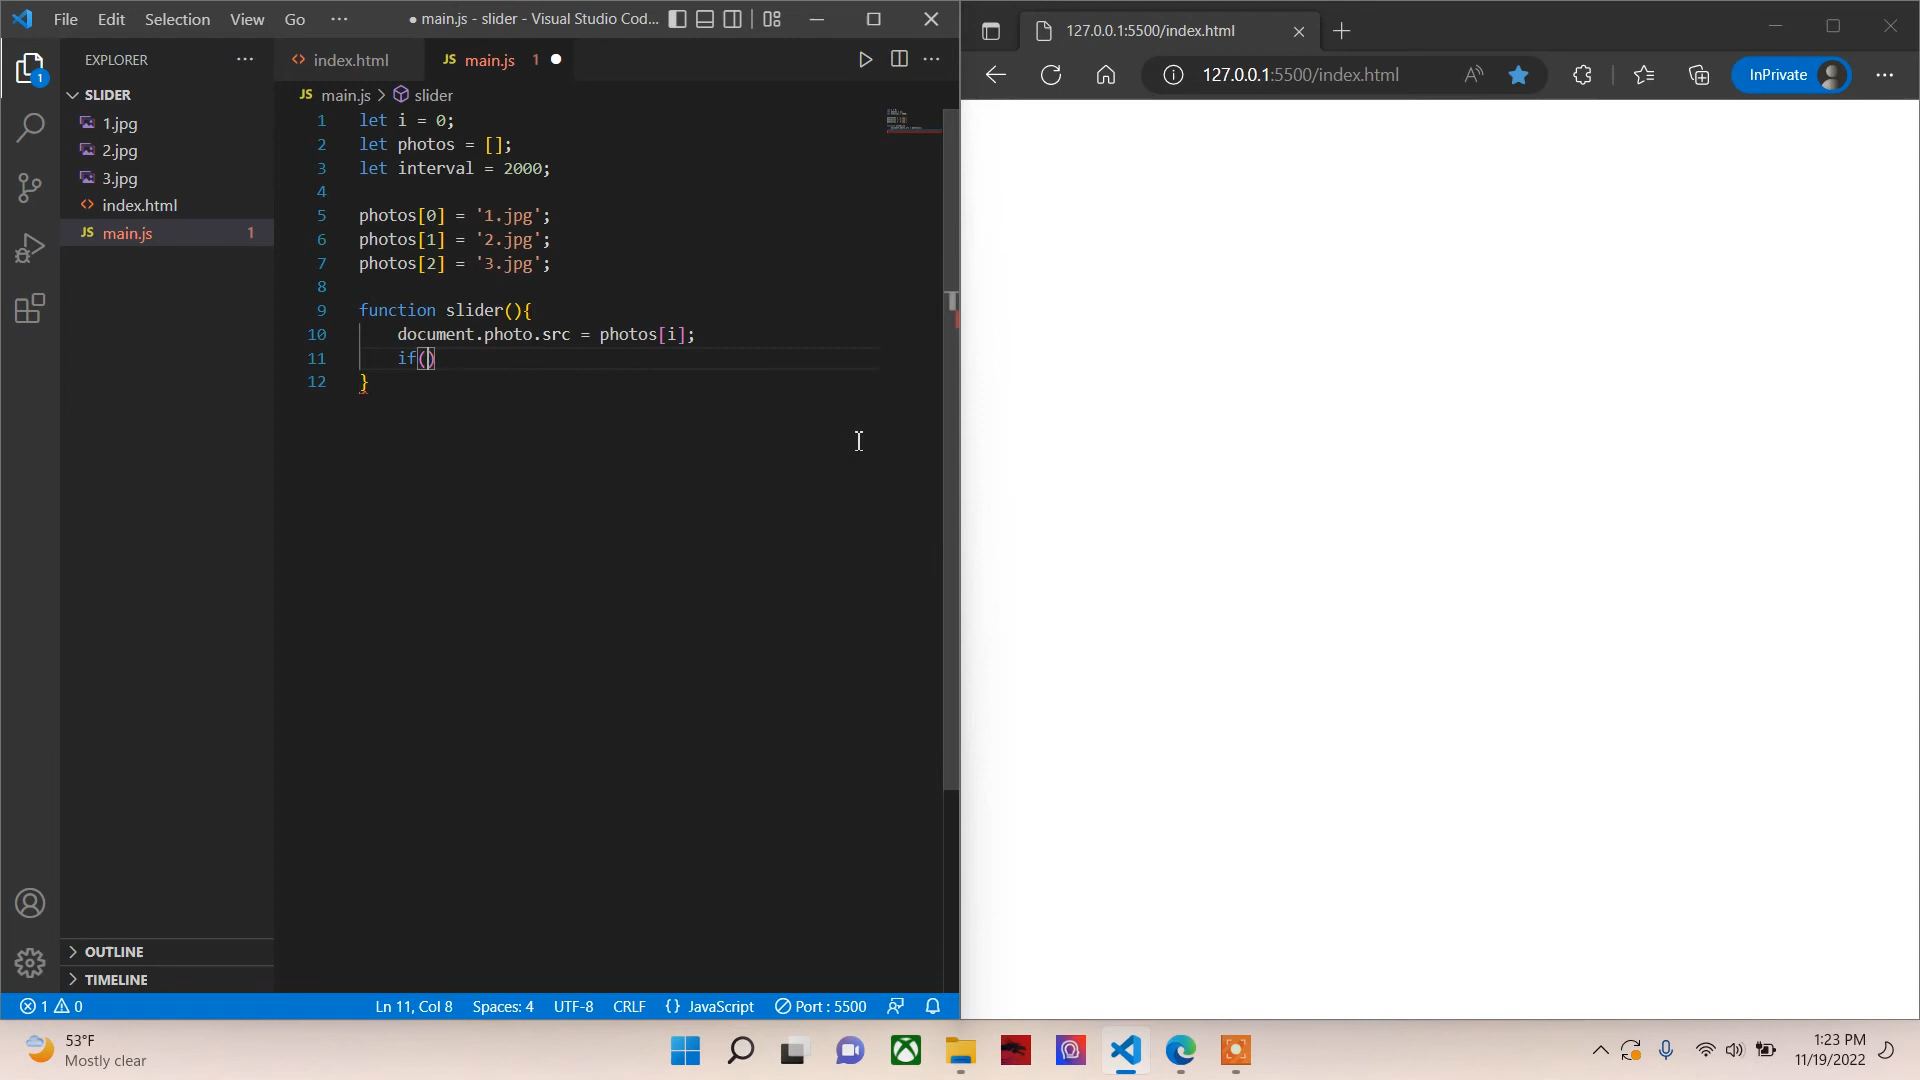 File Edit Selection View Go ··· ● main.js - slider - Visual Studio Cod...
EXPLORER ···
1
SLIDER
1.jpg
2.jpg
3.jpg
index.html
JS main.js 1
OUTLINE
TIMELINE
index.html JS main.js 1
JS main.js > slider
1 let i = 0;
2 let photos = [];
3 let interval = 2000;
4
5 photos[0] = '1.jpg';
6 photos[1] = '2.jpg';
7 photos[2] = '3.jpg';
8
9 function slider(){
10 document.photo.src = photos[i];
11 if()
12 }
1 0 Ln 11, Col 8 Spaces: 4 UTF-8 CRLF {} JavaScript Port : 5500
127.0.0.1:5500/index.html
127.0.0.1:5500/index.html InPrivate
53°F
Mostly clear
1:23 PM
11/19/2022